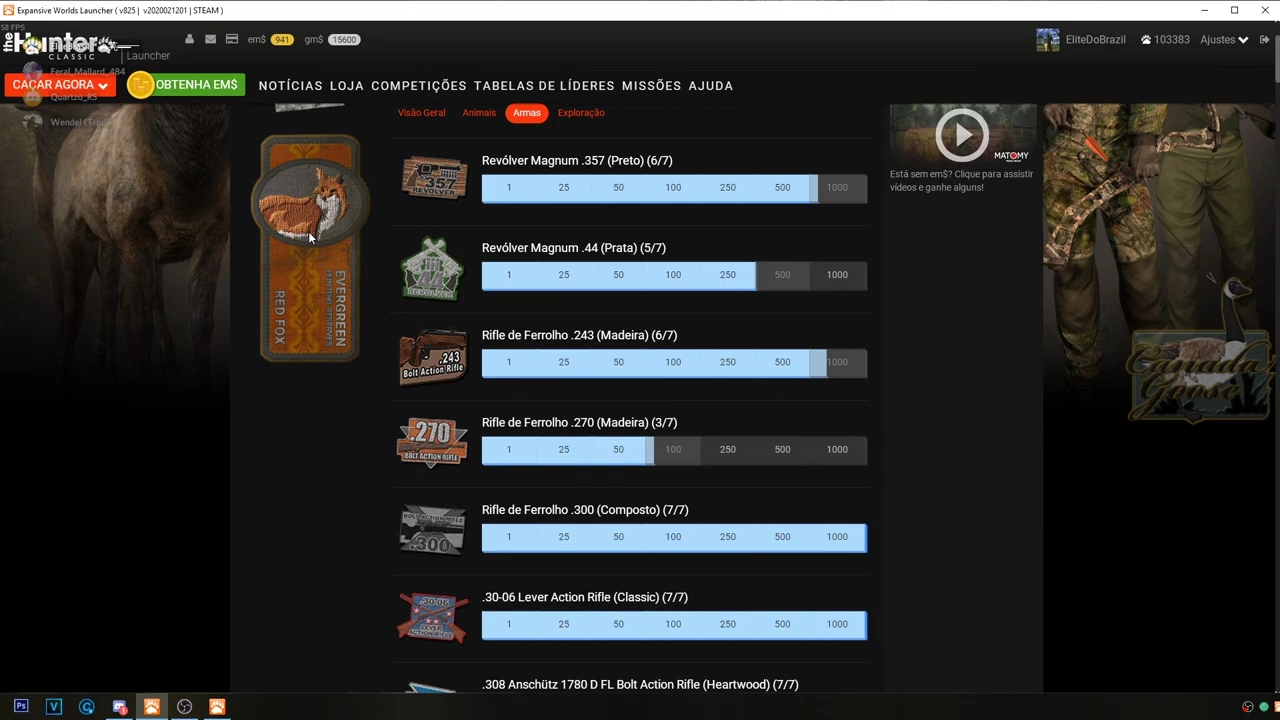 Expansive Worlds Launcher ( v825 | v2020021201 | STEAM )
58 FPS
theHunter
CLASSIC
Launcher
em$ 941 gm$ 15600
EliteDoBrazil 103383 Ajustes
Feral_Mallard_484
CAÇAR AGORA
OBTENHA EM$
NOTÍCIAS LOJA COMPETIÇÕES TABELAS DE LÍDERES MISSÕES AJUDA
Quartzo_RS
Visão Geral Animais Armas Exploração
Revólver Magnum .357 (Preto) (6/7)
.357
REVOLVER
1 25 50 100 250 500 1000
Revólver Magnum .44 (Prata) (5/7)
REVOLVER
1 25 50 100 250 500 1000
Rifle de Ferrolho .243 (Madeira) (6/7)
.243
Bolt Action Rifle
1 25 50 100 250 500 1000
Rifle de Ferrolho .270 (Madeira) (3/7)
.270
BOLT ACTION RIFLE
1 25 50 100 250 500 1000
Rifle de Ferrolho .300 (Composto) (7/7)
BOLT ACTION RIFLE
.300
1 25 50 100 250 500 1000
.30-06 Lever Action Rifle (Classic) (7/7)
.30-06
LEVER
ACTION RIFLE
1 25 50 100 250 500 1000
.308 Anschütz 1780 D FL Bolt Action Rifle (Heartwood) (7/7)
EVERGREEN
HUNTING RESERVES
RED FOX
MATOMY
Está sem em$? Clique para assistir
vídeos e ganhe alguns!
Canada
Goose
Ps V